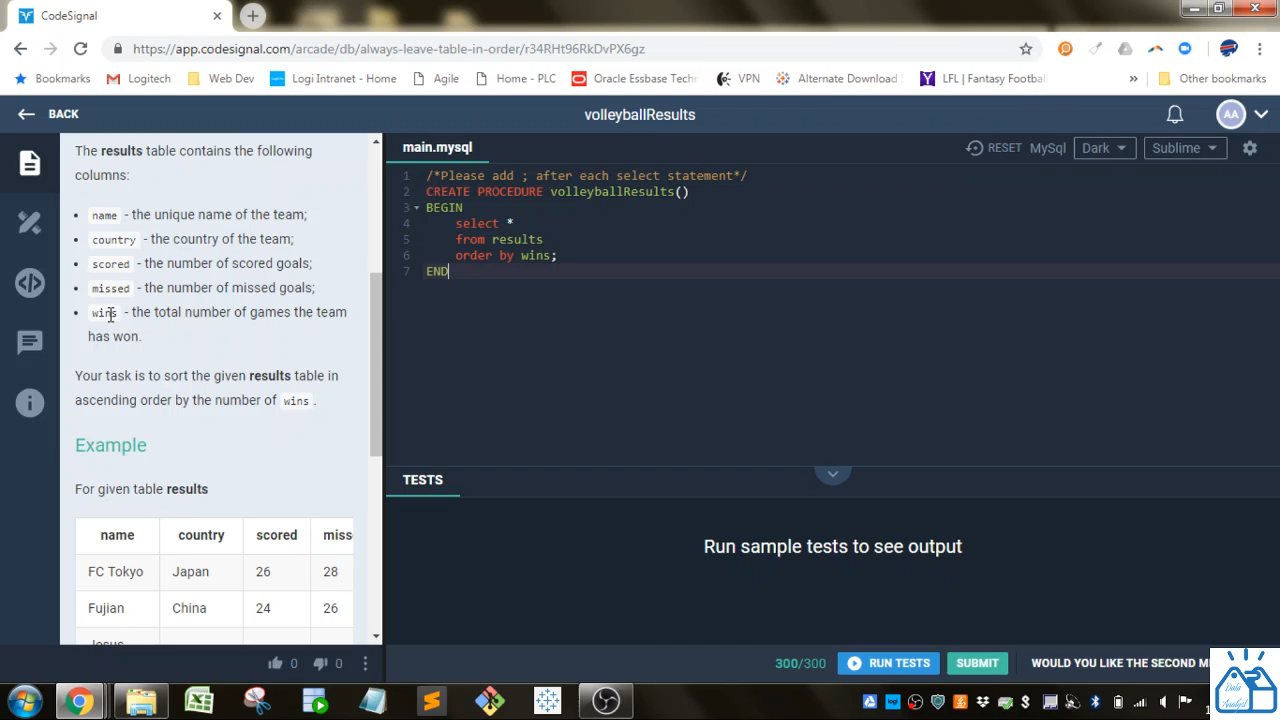 CodeSignal
https://app.codesignal.com/arcade/db/always-leave-table-in-order/r34RHt96RkDvPX6gz
Bookmarks Logitech Web Dev Logi Intranet - Home Agile Home - PLC Oracle Essbase Techn VPN Alternate Download LFL | Fantasy Football » Other bookmarks
BACK
volleyballResults
AA
The results table contains the following
columns:
• name - the unique name of the team;
• country - the country of the team;
• scored - the number of scored goals;
• missed - the number of missed goals;
• wins - the total number of games the team
has won.
Your task is to sort the given results table in
ascending order by the number of wins .
Example
For given table results
name country scored miss
FC Tokyo Japan 26 28
Fujian China 24 26
Jesus
0 0
main.mysql
RESET MySql Dark Sublime
1 /*Please add ; after each select statement*/
2 CREATE PROCEDURE volleyballResults()
3 BEGIN
4 select *
5 from results
6 order by wins;
7 END
TESTS
Run sample tests to see output
300/300 RUN TESTS SUBMIT WOULD YOU LIKE THE SECOND M
Data
Analyst